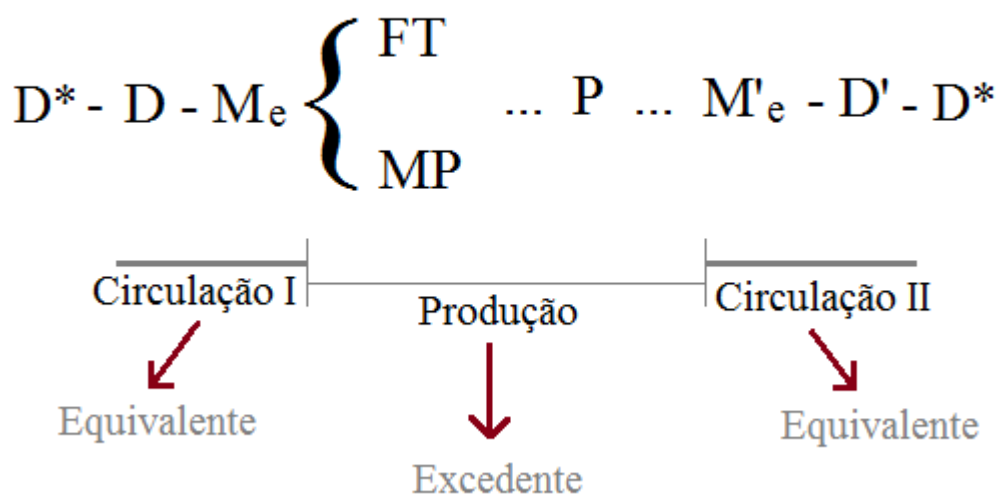 FT
D* - D - Me { ... P ... M'e - D' - D*
MP
Circulação I
Produção
Circulação II
Equivalente
Excedente
Equivalente